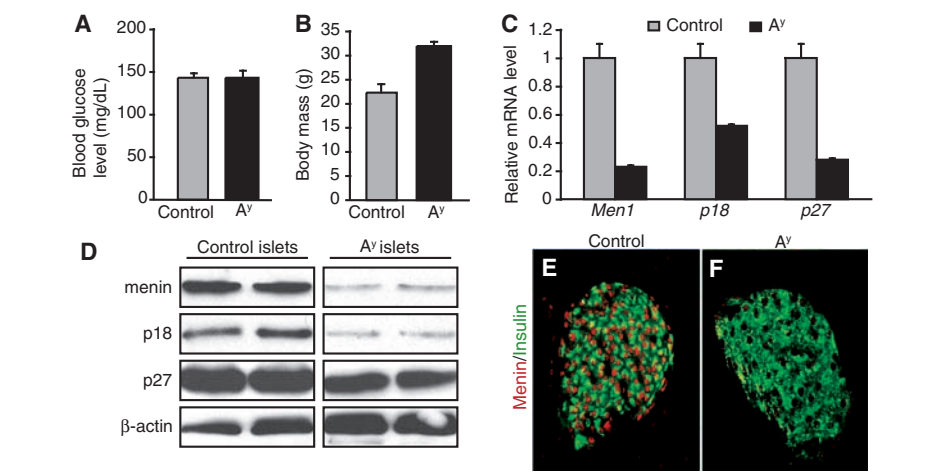 A
Blood glucose
level (mg/dL)
200
150
100
50
0
Control
Aʸ
B
Body mass (g)
35
30
25
20
15
10
5
0
Control
Aʸ
C
Relative mRNA level
1.2
1
0.8
0.6
0.4
0.2
0
Control
Aʸ
Men1
p18
p27
D
Control islets
Aʸ islets
menin
p18
p27
β-actin
Menin/Insulin
Control
E
Aʸ
F